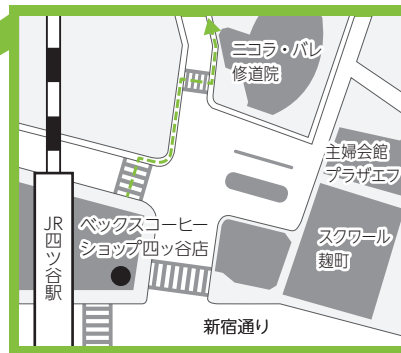 ニコラ・バレ
修道院
主婦会館
プラザエフ
JR四ツ谷駅
ベックスコーヒー
ショップ四ッ谷店
スクワール
麹町
新宿通り